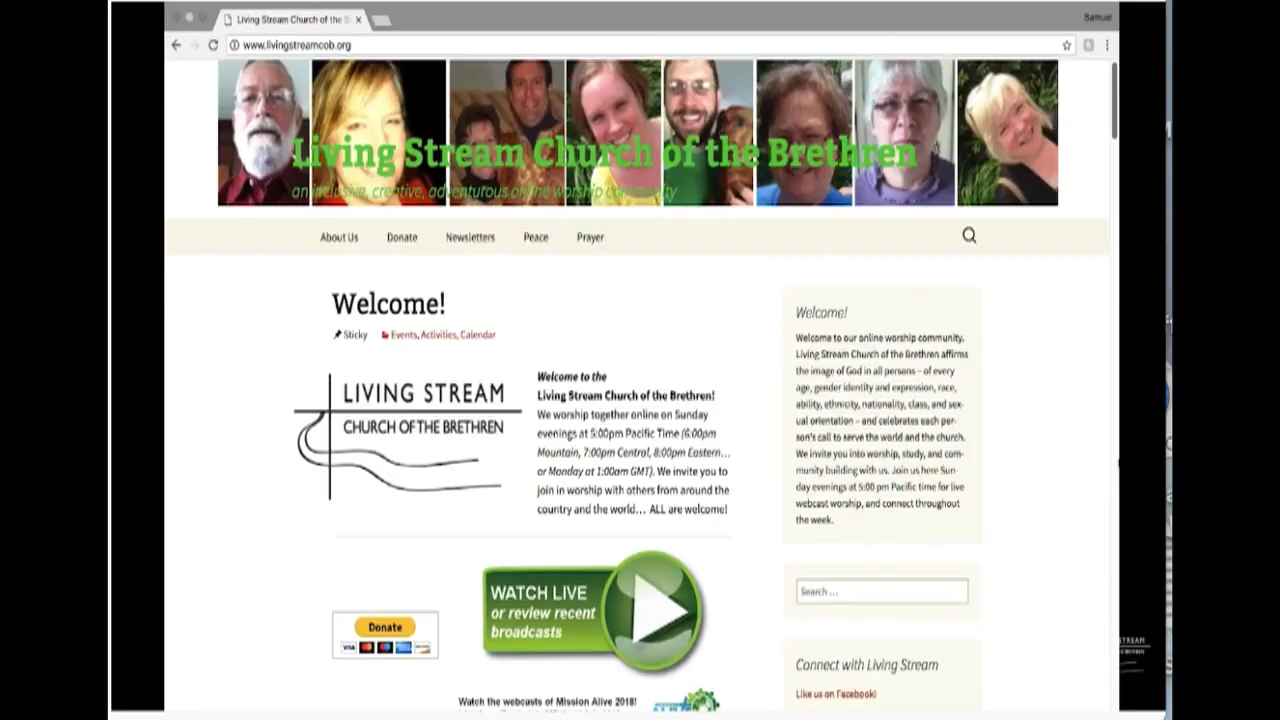 Living Stream Church of the B
Samuel
www.livingstreamcob.org
Living Stream Church of the Brethren
an inclusive, creative, adventurous online worship community
About Us
Donate
Newsletters
Peace
Prayer
Welcome!
Sticky
Events, Activities, Calendar
LIVING STREAM
CHURCH OF THE BRETHREN
Welcome to the
Living Stream Church of the Brethren!
We worship together online on Sunday
evenings at 5:00pm Pacific Time (6:00pm
Mountain, 7:00pm Central, 8:00pm Eastern…
or Monday at 1:00am GMT). We invite you to
join in worship with others from around the
country and the world… ALL are welcome!
WATCH LIVE
or review recent
broadcasts
Donate
VISA
Watch the webcasts of Mission Alive 2018!
Welcome!
Welcome to our online worship community.
Living Stream Church of the Brethren affirms
the image of God in all persons – of every
age, gender identity and expression, race,
ability, ethnicity, nationality, class, and sex-
ual orientation – and celebrates each per-
son's call to serve the world and the church.
We invite you into worship, study, and com-
munity building with us. Join us here Sun-
day evenings at 5:00 pm Pacific time for live
webcast worship, and connect throughout
the week.
Search …
Connect with Living Stream
Like us on Facebook!
STREAM
BRETHREN